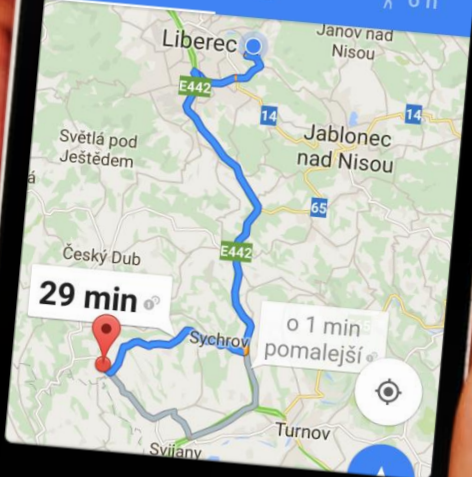 Liberec
Janov nad
Nisou
E442
14
14
Jablonec
nad Nisou
Světlá pod
Ještědem
65
E442
Český Dub
29 min
o 1 min
pomalejší
Sychrov
Turnov
Svijany